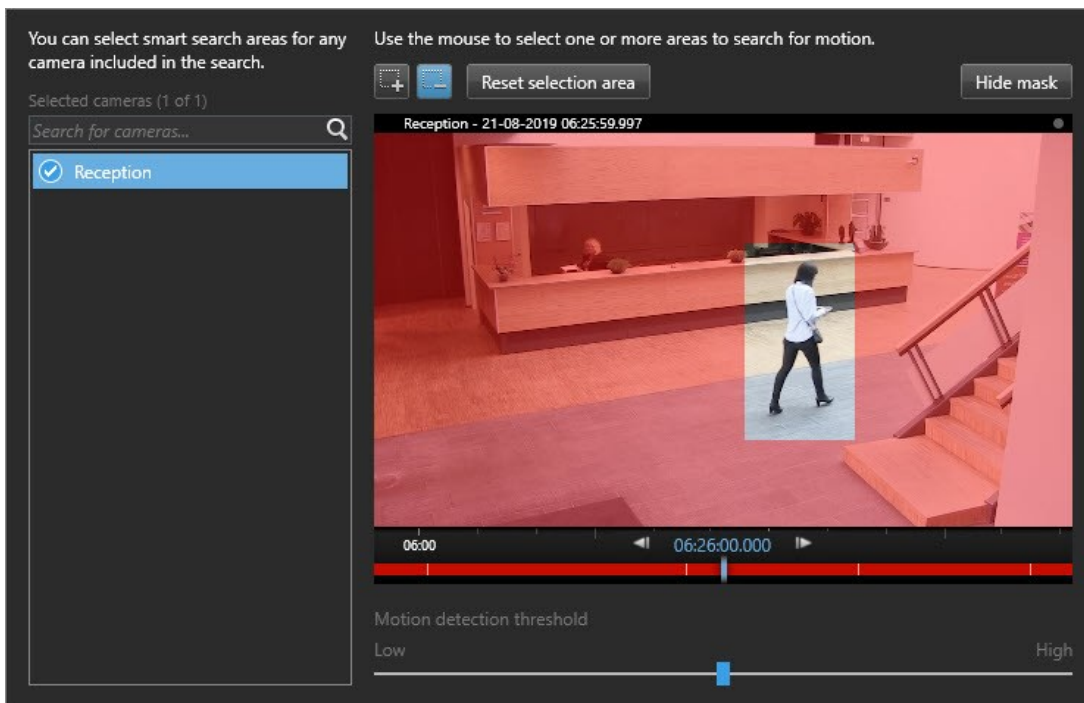 You can select smart search areas for any
camera included in the search.
Selected cameras (1 of 1)
Search for cameras...
Reception
Use the mouse to select one or more areas to search for motion.
Reset selection area
Hide mask
Reception - 21-08-2019 06:25:59.997
06:00
06:26:00.000
Motion detection threshold
Low
High